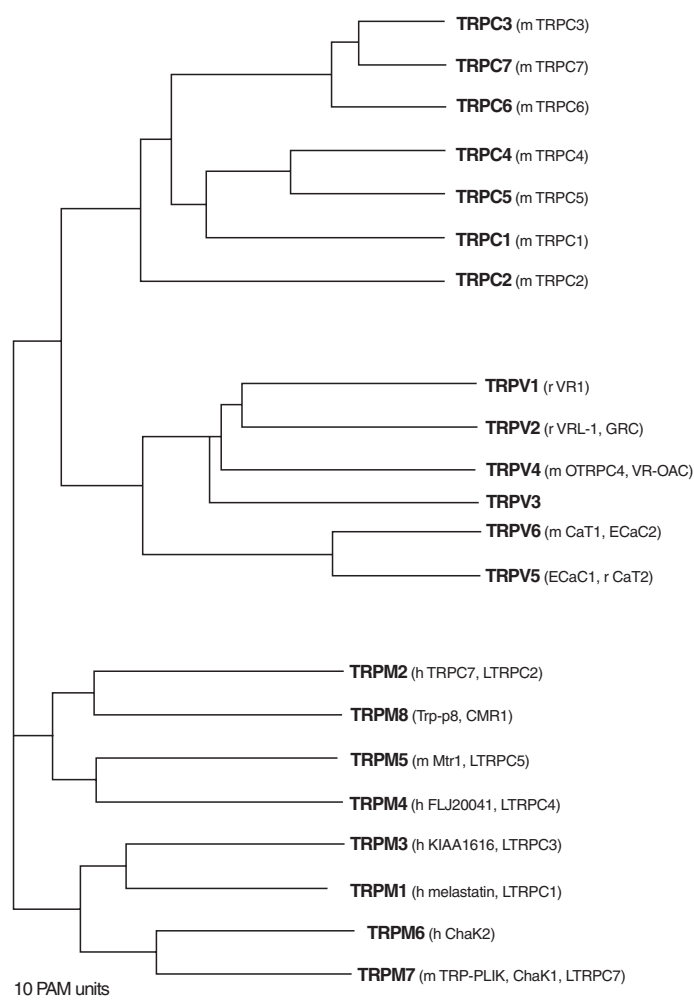 TRPC3 (m TRPC3)
TRPC7 (m TRPC7)
TRPC6 (m TRPC6)
TRPC4 (m TRPC4)
TRPC5 (m TRPC5)
TRPC1 (m TRPC1)
TRPC2 (m TRPC2)
TRPV1 (r VR1)
TRPV2 (r VRL-1, GRC)
TRPV4 (m OTRPC4, VR-OAC)
TRPV3
TRPV6 (m CaT1, ECaC2)
TRPV5 (ECaC1, r CaT2)
TRPM2 (h TRPC7, LTRPC2)
TRPM8 (Trp-p8, CMR1)
TRPM5 (m Mtr1, LTRPC5)
TRPM4 (h FLJ20041, LTRPC4)
TRPM3 (h KIAA1616, LTRPC3)
TRPM1 (h melastatin, LTRPC1)
TRPM6 (h ChaK2)
TRPM7 (m TRP-PLIK, ChaK1, LTRPC7)
10 PAM units